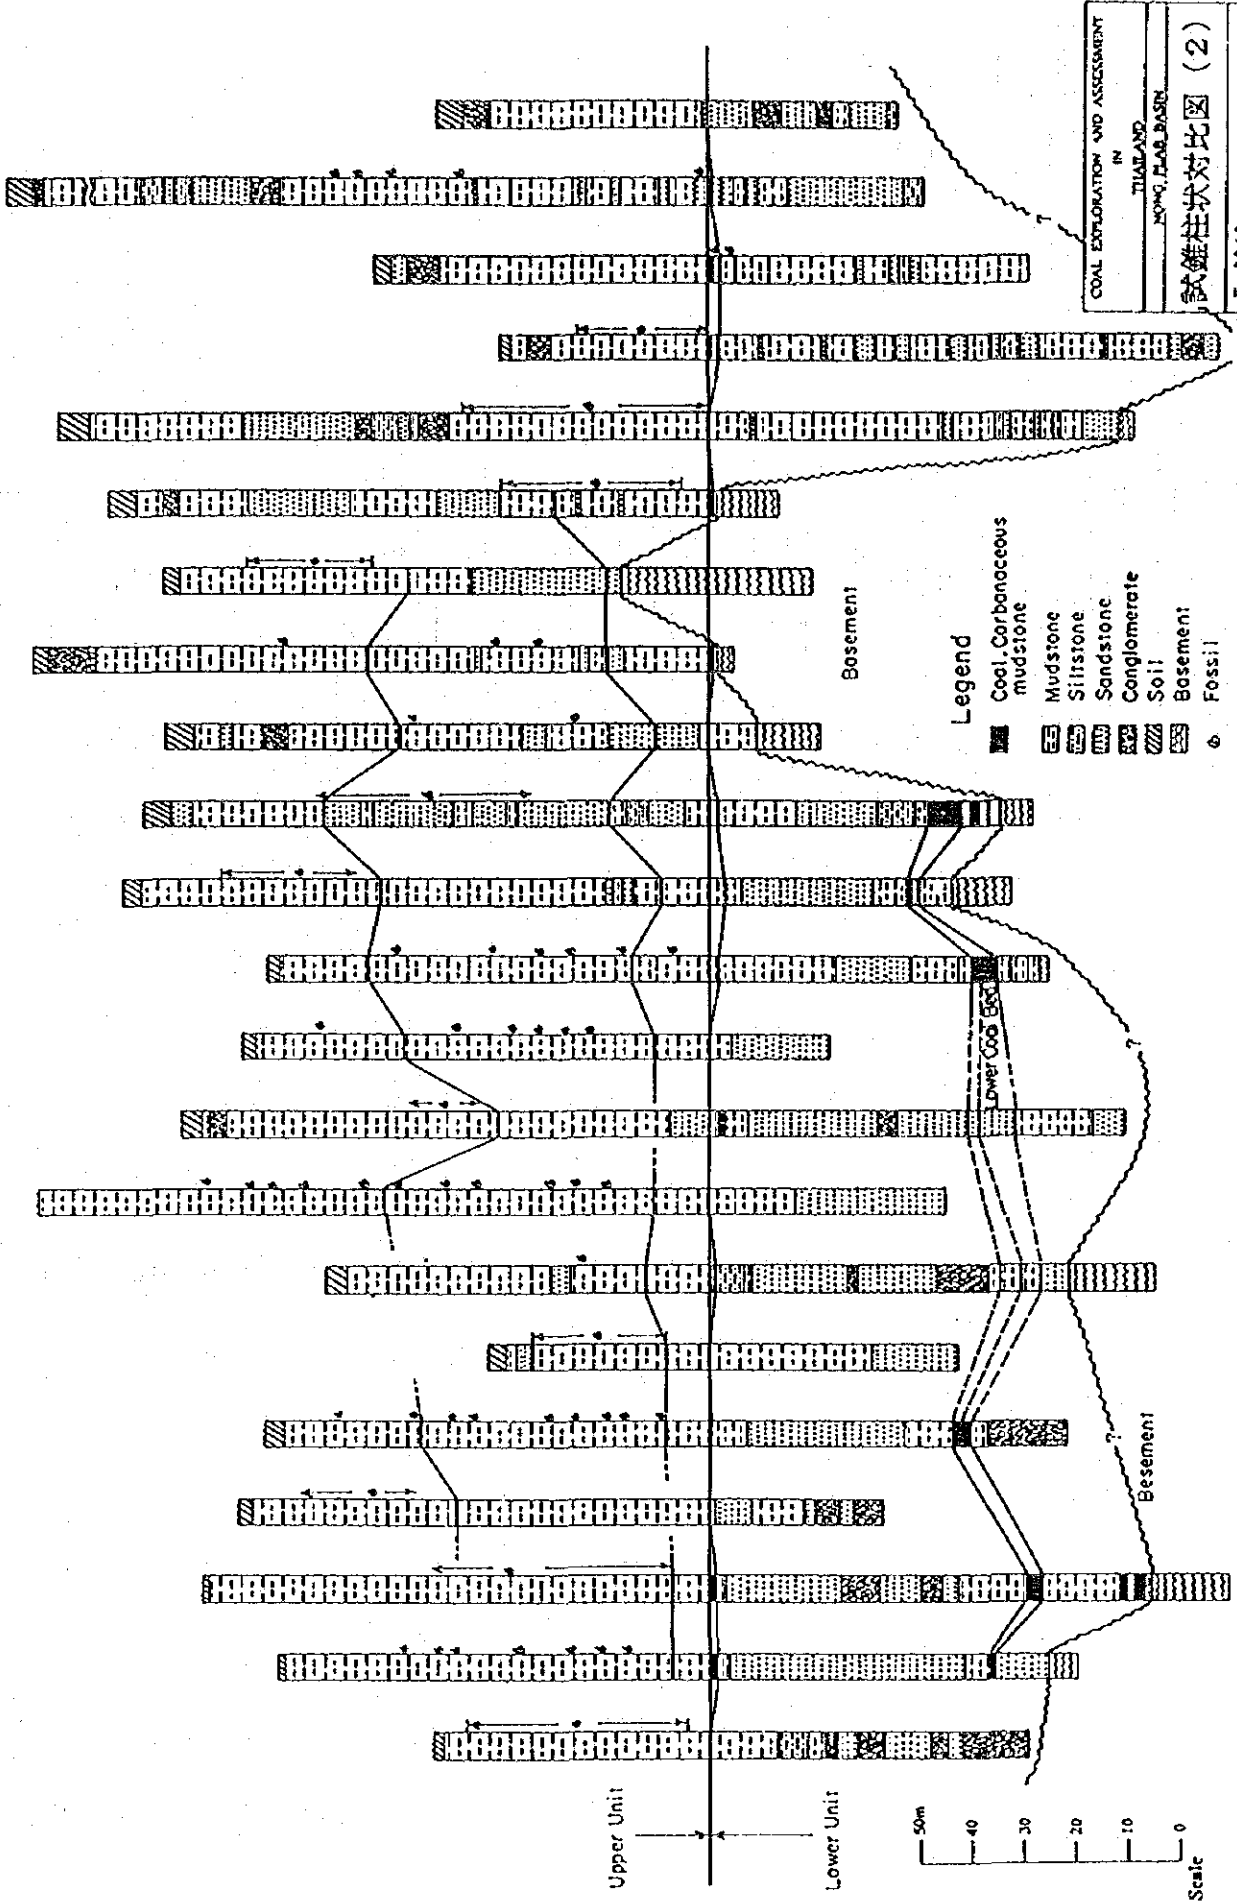 COAL EXPLORATION AND ASSESSMENT
IN
THAILAND
NONG PLAB BASIN
試錐柱状対比図 (2)
Upper Unit
Lower Unit
Lower Coal Bed
Basement
Besement
?
?
?
Legend
Coal, Carbonaceous
mudstone
Mudstone
Siltstone
Sandstone
Conglomerate
Soil
Basement
Fossil
50m
40
30
20
10
0
Scale